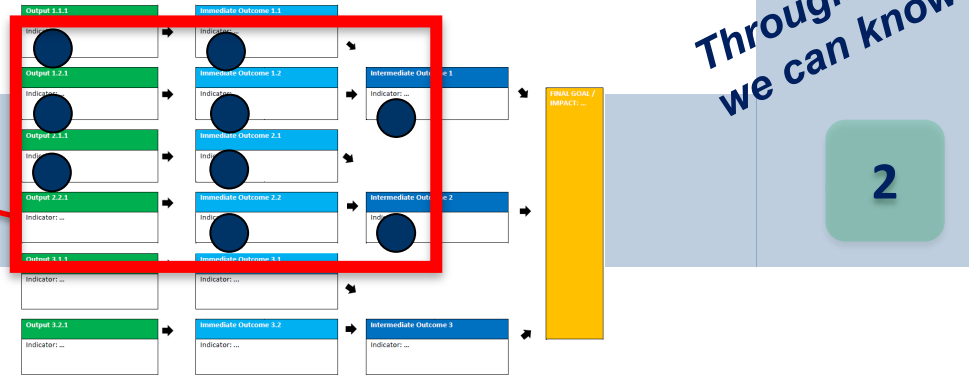 Output 1.1.1
Indicator: ...
Immediate Outcome 1.1
Indicator: ...
Output 1.2.1
Indicator: ...
Immediate Outcome 1.2
Indicator: ...
Intermediate Outcome 1
Indicator: ...
Output 2.1.1
Immediate Outcome 2.1
Output 2.2.1
Indicator: ...
Immediate Outcome 2.2
Intermediate Outcome 2
Output 3.1.1
Indicator: ...
Immediate Outcome 3.1
Indicator: ...
Output 3.2.1
Indicator: ...
Immediate Outcome 3.2
Indicator: ...
Intermediate Outcome 3
Indicator: ...
FINAL GOAL /
IMPACT: ...
we can know
2